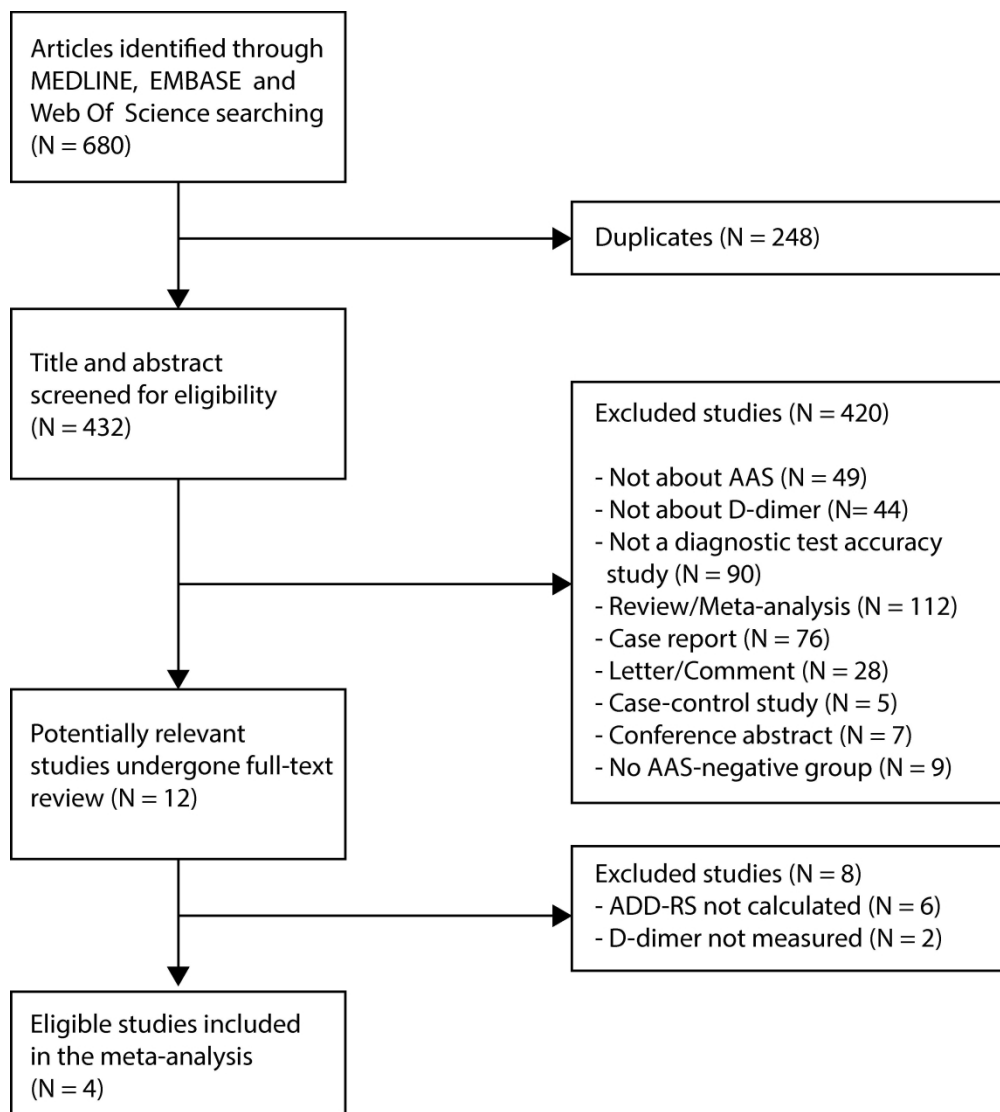 Articles identified through
MEDLINE, EMBASE and
Web Of Science searching
(N = 680)
Duplicates (N = 248)
Title and abstract
screened for eligibility
(N = 432)
Excluded studies (N = 420)
- Not about AAS (N = 49)
- Not about D-dimer (N= 44)
- Not a diagnostic test accuracy
study (N = 90)
- Review/Meta-analysis (N = 112)
- Case report (N = 76)
- Letter/Comment (N = 28)
- Case-control study (N = 5)
- Conference abstract (N = 7)
- No AAS-negative group (N = 9)
Potentially relevant
studies undergone full-text
review (N = 12)
Excluded studies (N = 8)
- ADD-RS not calculated (N = 6)
- D-dimer not measured (N = 2)
Eligible studies included
in the meta-analysis
(N = 4)